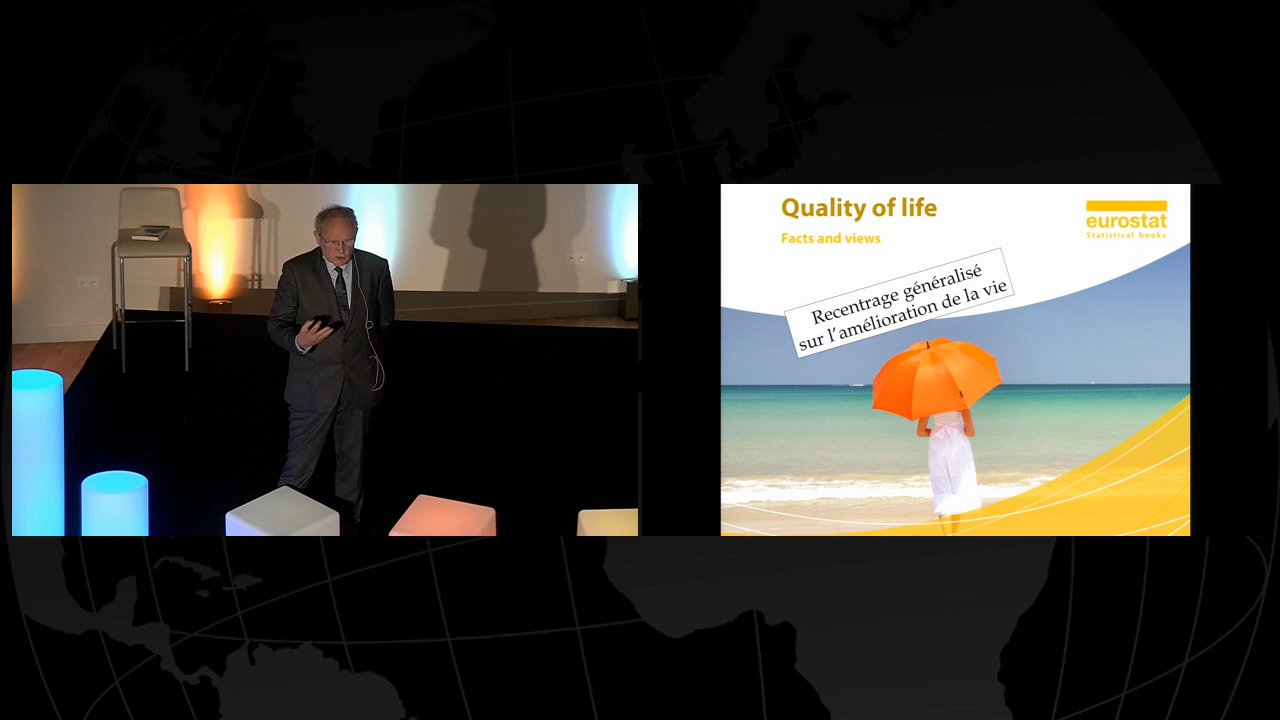 Quality of life
Facts and views
eurostat
Statistical books
Recentrage généralisé
sur l'amélioration de la vie